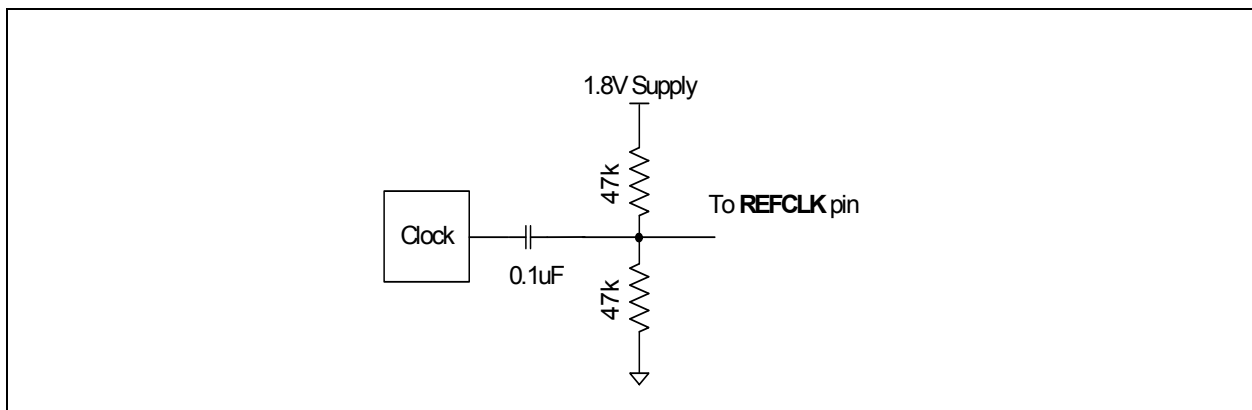 1.8V Supply
47k
To REFCLK pin
Clock
0.1uF
47k